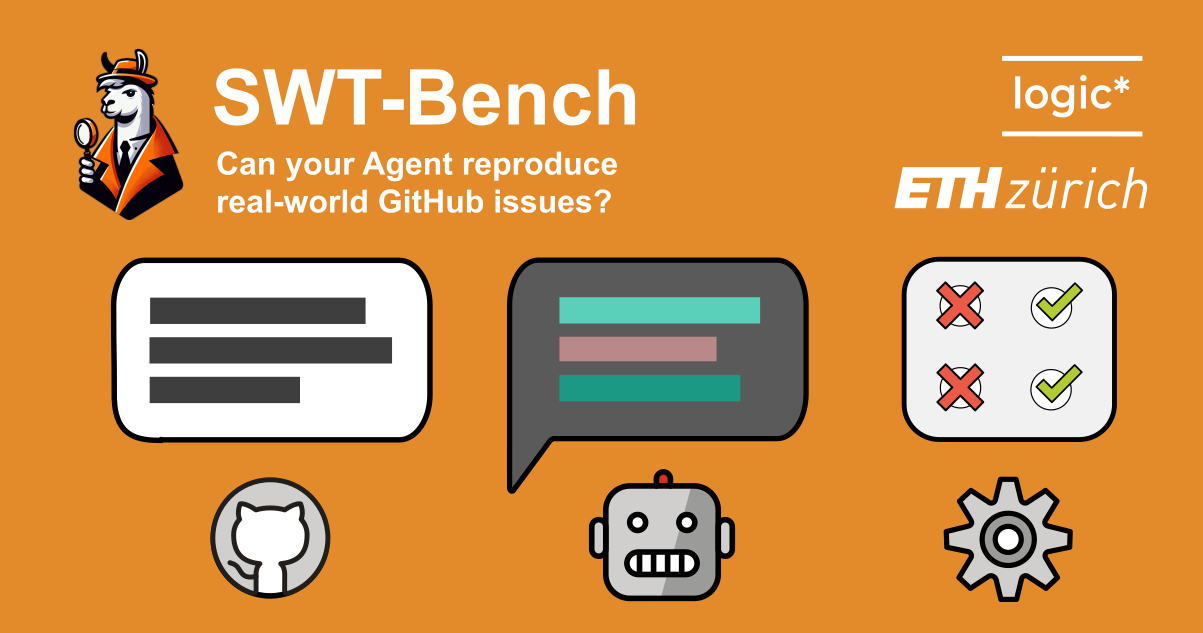 SWT-Bench
Can your Agent reproduce
real-world GitHub issues?
logic*
ETH zürich